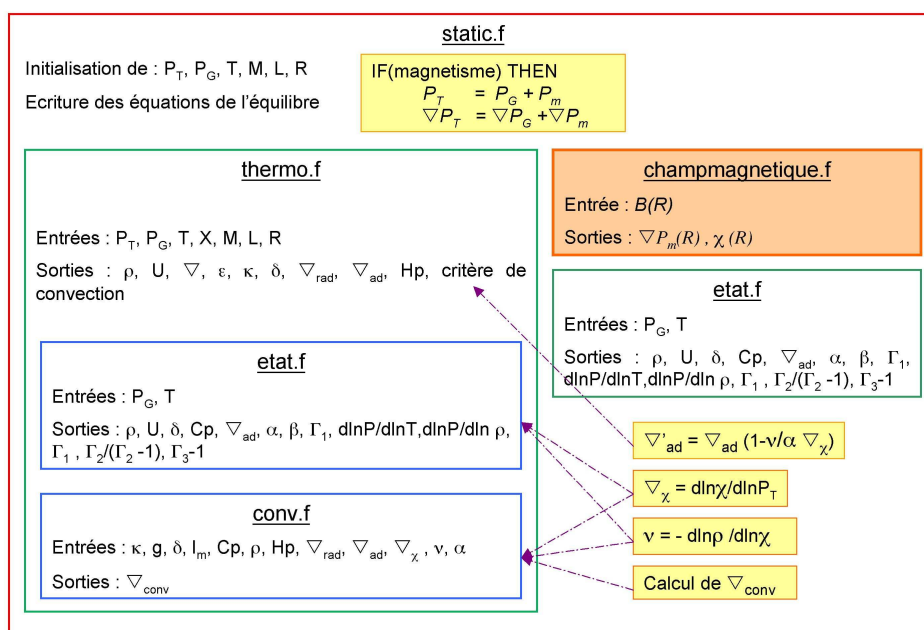 static.f
Initialisation de : P_T, P_G, T, M, L, R
Ecriture des équations de l'équilibre
IF(magnetisme) THEN
P_T = P_G + P_m
▽P_T = ▽P_G +▽P_m
thermo.f
Entrées : P_T, P_G, T, X, M, L, R
Sorties : ρ, U, ▽, ε, κ, δ, ▽_rad, ▽_ad, Hp, critère de
convection
champmagnetique.f
Entrée : B(R)
Sorties : ▽P_m(R) , χ (R)
etat.f
Entrées : P_G, T
Sorties : ρ, U, δ, Cp, ▽_ad, α, β, Γ_1,
dlnP/dlnT,dlnP/dln ρ, Γ_1 , Γ_2/(Γ_2 -1), Γ_3-1
etat.f
Entrées : P_G, T
Sorties : ρ, U, δ, Cp, ▽_ad, α, β, Γ_1, dlnP/dlnT,dlnP/dln ρ,
Γ_1 , Γ_2/(Γ_2 -1), Γ_3-1
conv.f
Entrées : κ, g, δ, l_m, Cp, ρ, Hp, ▽_rad, ▽_ad, ▽_χ , ν, α
Sorties : ▽_conv
▽'_ad = ▽_ad (1-ν/α ▽_χ)
▽_χ = dlnχ/dlnP_T
ν = - dlnρ /dlnχ
Calcul de ▽_conv